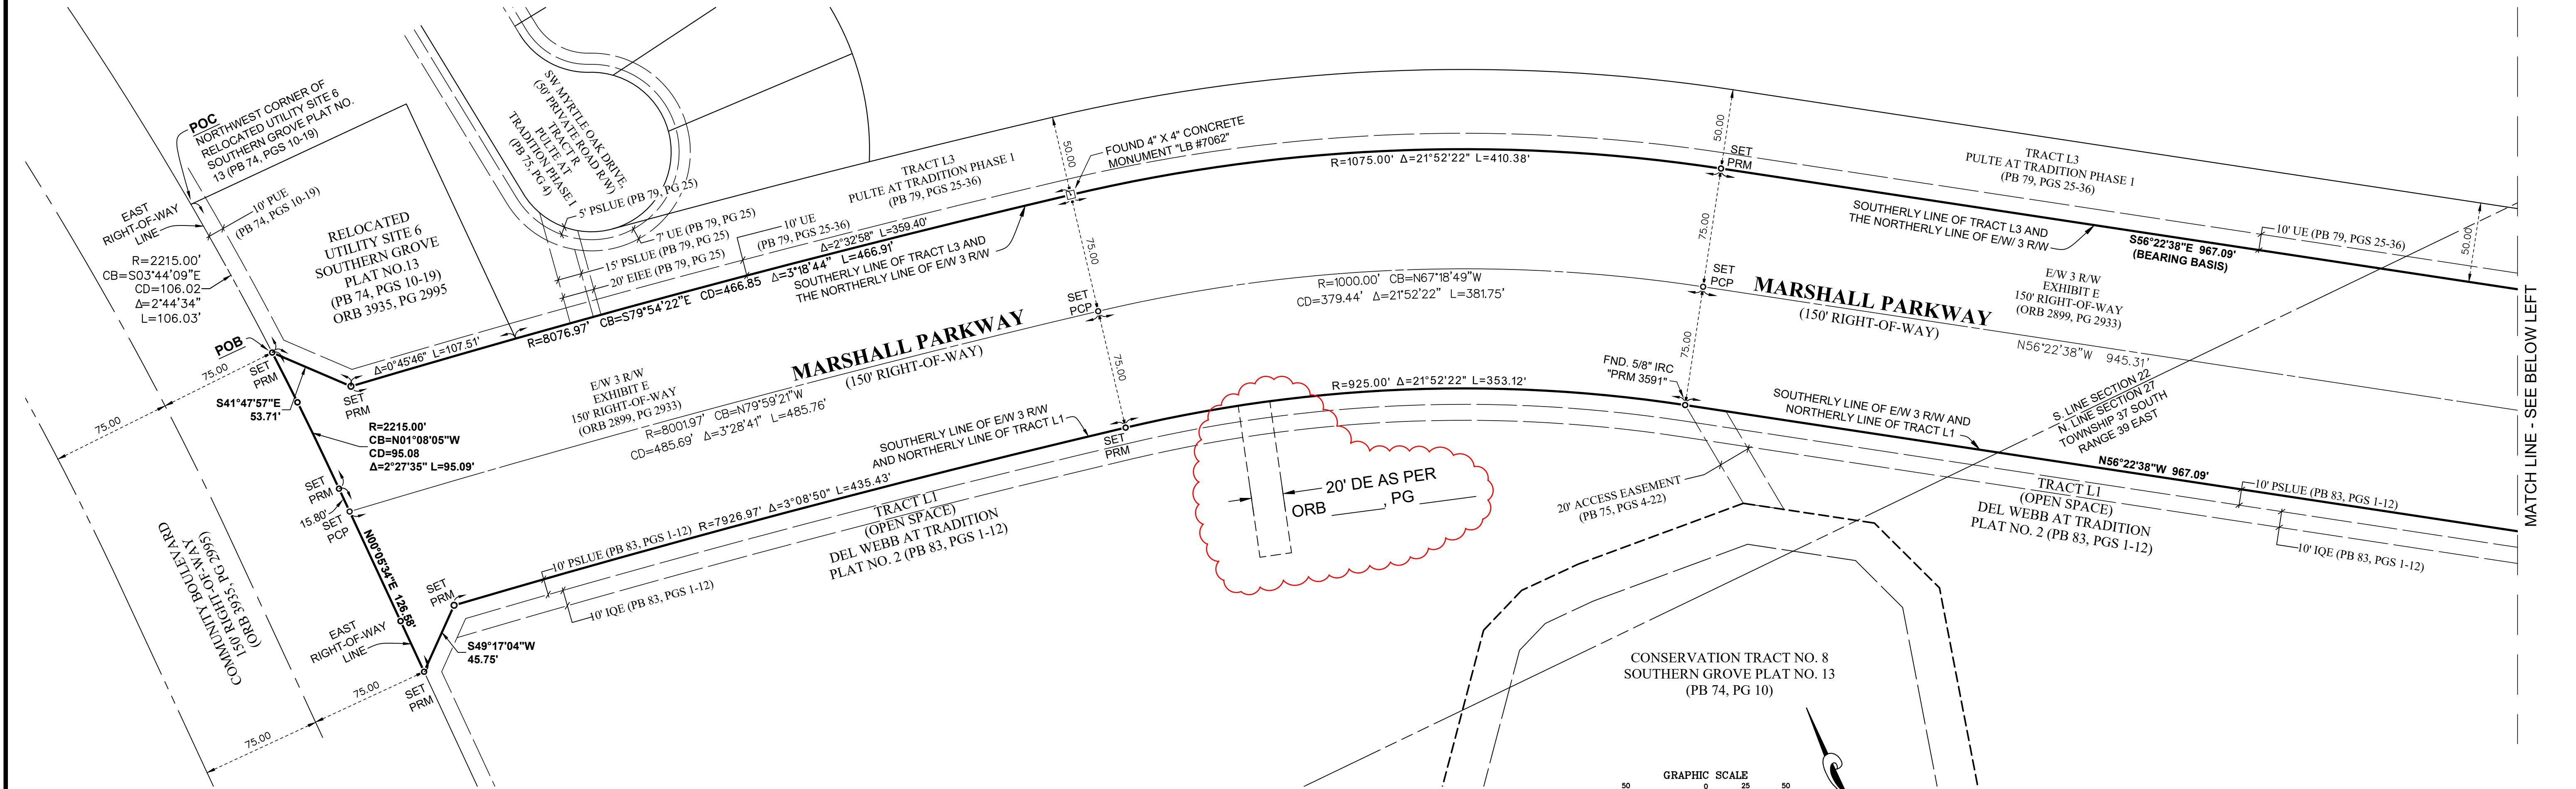 POC
NORTHWEST CORNER OF
RELOCATED UTILITY SITE 6
SOUTHERN GROVE PLAT NO.
13 (PB 74, PGS 10-19)
10' PUE
(PB 74, PGS 10-19)
EAST
RIGHT-OF-WAY
LINE
R=2215.00'
CB=S03°44'09"E
CD=106.02
Δ=2°44'34"
L=106.03'
RELOCATED
UTILITY SITE 6
SOUTHERN GROVE
PLAT NO.13
(PB 74, PGS 10-19)
ORB 3935, PG 2995
POB
SET
PRM
75.00
75.00
S41°47'57"E
53.71'
SET
PRM
R=2215.00'
CB=N01°08'05"W
CD=95.08
Δ=2°27'35" L=95.09'
SET
PRM
15.80'
SET
PCP
N00°05'34"E 126.58'
COMMUNITY BOULEVARD
150' RIGHT-OF-WAY
(ORB 3935, PG 2995)
EAST
RIGHT-OF-WAY
LINE
75.00
75.00
SET
PRM
SET
PRM
S49°17'04"W
45.75'
SW MYRTLE OAK DRIVE,
(50' PRIVATE ROAD R/W)
TRACT R
PULTE AT
TRADITION PHASE I
(PB 75, PG 4)
5' PSLUE (PB 79, PG 25)
7' UE (PB 79, PG 25)
15' PSLUE (PB 79, PG 25)
20' EIEE (PB 79, PG 25)
10' UE
(PB 79, PGS 25-36)
TRACT L3
PULTE AT TRADITION PHASE 1
(PB 79, PGS 25-36)
Δ=2°32'58" L=359.40'
Δ=0°45'46" L=107.51'
R=8076.97' CB=S79°54'22"E CD=466.85 Δ=3°18'44" L=466.91'
SOUTHERLY LINE OF TRACT L3 AND
THE NORTHERLY LINE OF E/W 3 R/W
MARSHALL PARKWAY
(150' RIGHT-OF-WAY)
E/W 3 R/W
EXHIBIT E
150' RIGHT-OF-WAY
(ORB 2899, PG 2933)
R=8001.97' CB=N79°59'21"W
CD=485.69' Δ=3°28'41" L=485.76'
SOUTHERLY LINE OF E/W 3 R/W
AND NORTHERLY LINE OF TRACT L1
R=7926.97' Δ=3°08'50" L=435.43'
10' PSLUE (PB 83, PGS 1-12)
10' IQE (PB 83, PGS 1-12)
TRACT L1
(OPEN SPACE)
DEL WEBB AT TRADITION
PLAT NO. 2 (PB 83, PGS 1-12)
50.00
FOUND 4" X 4" CONCRETE
MONUMENT "LB #7062"
75.00
SET
PCP
75.00
SET
PRM
R=1075.00' Δ=21°52'22" L=410.38'
R=1000.00' CB=N67°18'49"W
CD=379.44' Δ=21°52'22" L=381.75'
R=925.00' Δ=21°52'22" L=353.12'
20' DE AS PER
ORB ______, PG ______
50.00
SET
PRM
75.00
SET
PCP
75.00
FND. 5/8" IRC
"PRM 3591"
TRACT L3
PULTE AT TRADITION PHASE 1
(PB 79, PGS 25-36)
SOUTHERLY LINE OF TRACT L3 AND
THE NORTHERLY LINE OF E/W/ 3 R/W
S56°22'38"E 967.09'
(BEARING BASIS)
10' UE (PB 79, PGS 25-36)
50.00
MARSHALL PARKWAY
(150' RIGHT-OF-WAY)
E/W 3 R/W
EXHIBIT E
150' RIGHT-OF-WAY
(ORB 2899, PG 2933)
N56°22'38"W 945.31'
S. LINE SECTION 22
N. LINE SECTION 27
TOWNSHIP 37 SOUTH
RANGE 39 EAST
SOUTHERLY LINE OF E/W 3 R/W AND
NORTHERLY LINE OF TRACT L1
N56°22'38"W 967.09'
10' PSLUE (PB 83, PGS 1-12)
10' IQE (PB 83, PGS 1-12)
TRACT L1
(OPEN SPACE)
DEL WEBB AT TRADITION
PLAT NO. 2 (PB 83, PGS 1-12)
20' ACCESS EASEMENT
(PB 75, PGS 4-22)
CONSERVATION TRACT NO. 8
SOUTHERN GROVE PLAT NO. 13
(PB 74, PG 10)
GRAPHIC SCALE
50 0 25 50
MATCH LINE - SEE BELOW LEFT